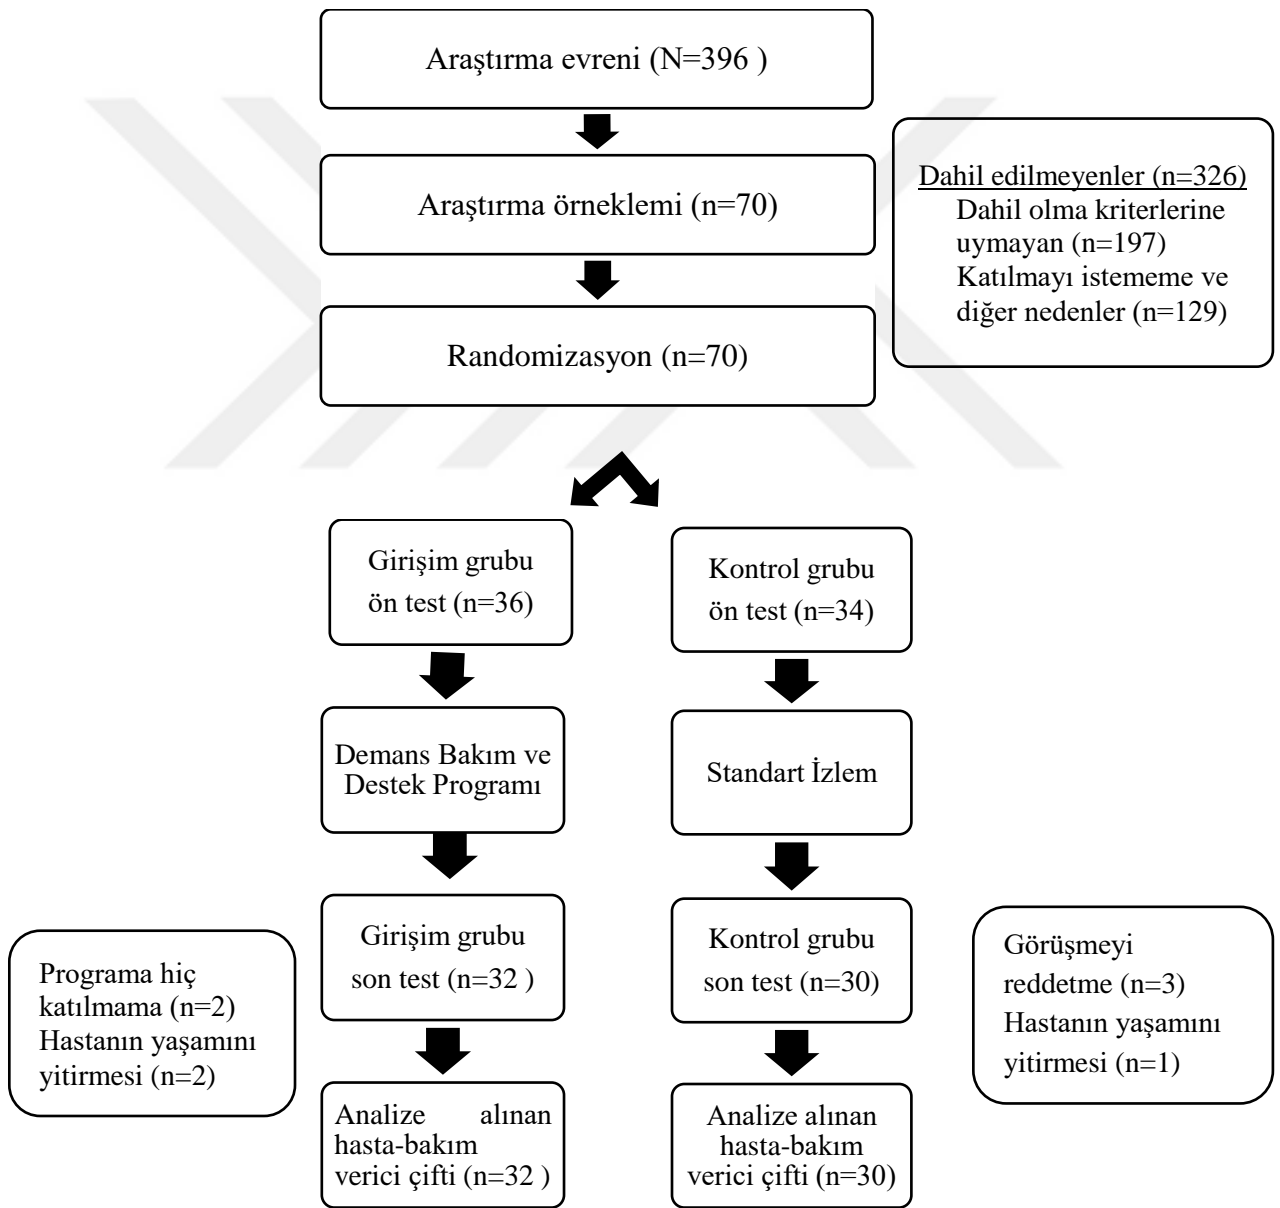 Araştırma evreni (N=396 )
Araştırma örneklemi (n=70)
Dahil edilmeyenler (n=326)
Dahil olma kriterlerine
uymayan (n=197)
Katılmayı istememe ve
diğer nedenler (n=129)
Randomizasyon (n=70)
Girişim grubu
ön test (n=36)
Kontrol grubu
ön test (n=34)
Demans Bakım ve
Destek Programı
Standart İzlem
Girişim grubu
son test (n=32 )
Kontrol grubu
son test (n=30)
Programa hiç
katılmama (n=2)
Hastanın yaşamını
yitirmesi (n=2)
Görüşmeyi
reddetme (n=3)
Hastanın yaşamını
yitirmesi (n=1)
Analize alınan
hasta-bakım
verici çifti (n=32 )
Analize alınan
hasta-bakım
verici çifti (n=30)